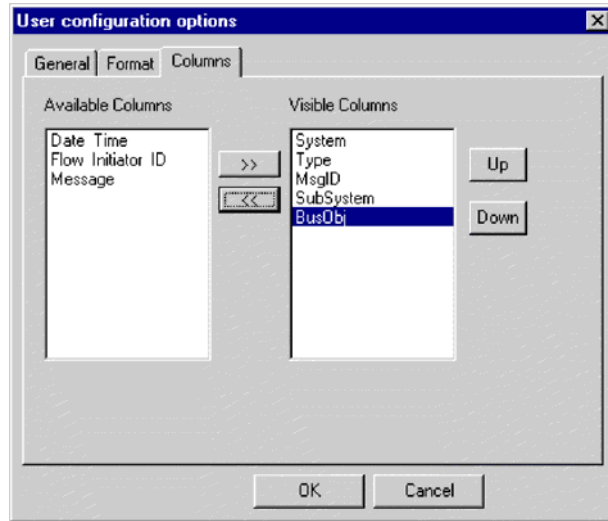 User configuration options
General Format Columns
Available Columns
Visible Columns
Date Time
Flow Initiator ID
Message
>>
<<
System
Type
MsgID
SubSystem
BusObj
Up
Down
OK
Cancel